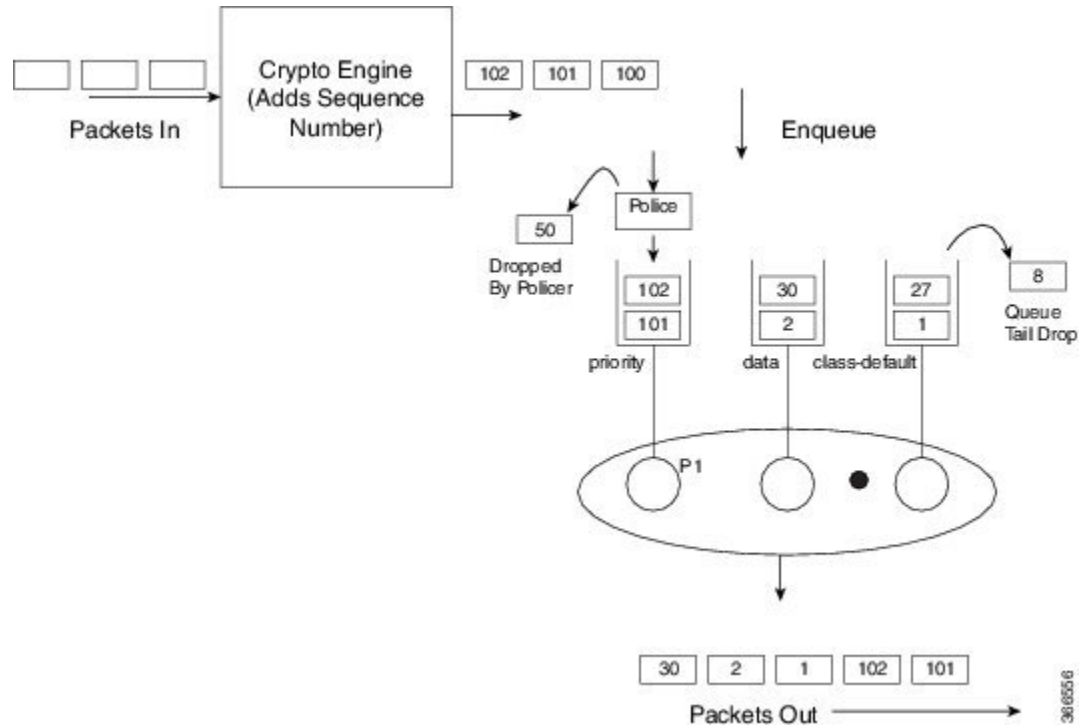 Crypto Engine
(Adds Sequence
Number)
102 101 100
Packets In
Enqueue
Police
50
Dropped
By Policer
102 30 27
101 2 1
8
Queue
Tail Drop
priority data class-default
P1
30 2 1 102 101
Packets Out
366556